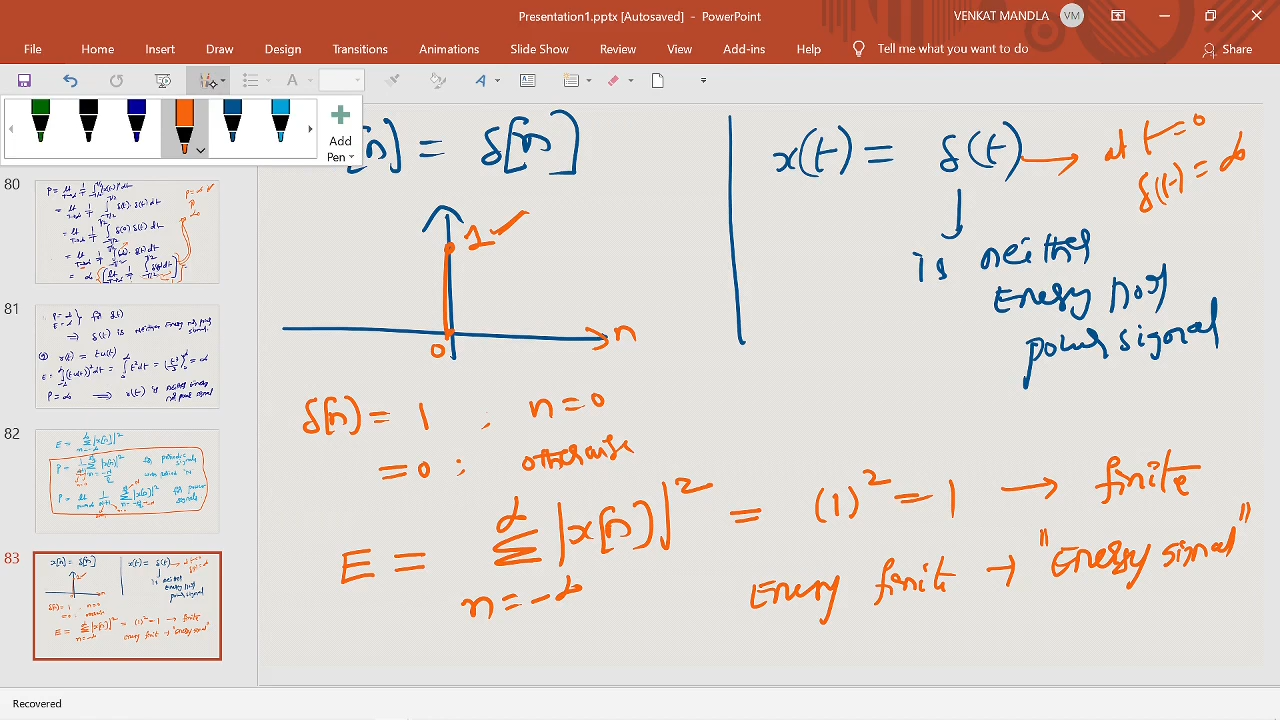 Presentation1.pptx [Autosaved] - PowerPoint
VENKAT MANDLA VM
File Home Insert Draw Design Transitions Animations Slide Show Review View Add-ins Help Tell me what you want to do Share
Add
Pen
80
81
82
83
[n] = δ[n]
1 ✓
n
0
δ[n] = 1 ; n=0
=0 ; otherwise
E = ∑ |x[n]|² = (1)² = 1 → finite
n=-∞
∞
Energy finite → "Energy signal"
x(t) = δ(t) → at t=0
δ(t) = ∞
is neither
Energy nor
power signal
Recovered